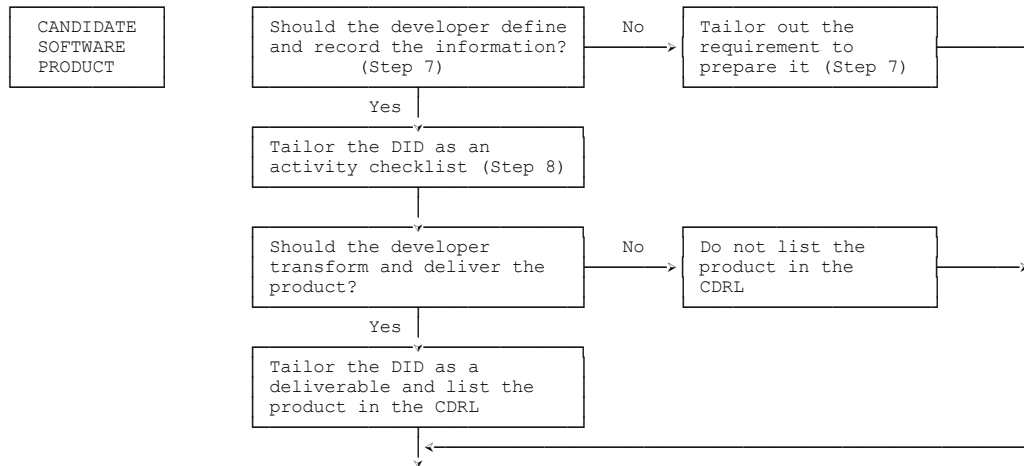 CANDIDATE
SOFTWARE
PRODUCT
Should the developer define
and record the information?
(Step 7)
No
Tailor out the
requirement to
prepare it (Step 7)
Yes
Tailor the DID as an
activity checklist (Step 8)
Should the developer
transform and deliver the
product?
No
Do not list the
product in the
CDRL
Yes
Tailor the DID as a
deliverable and list the
product in the CDRL